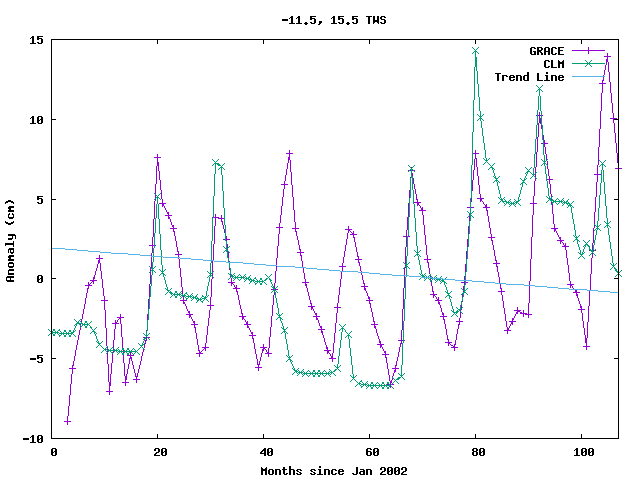 -11.5, 15.5 TWS
15
GRACE
CLM
Trend Line
10
5
0
-5
-10
Anomaly (cm)
0 20 40 60 80 100
Months since Jan 2002